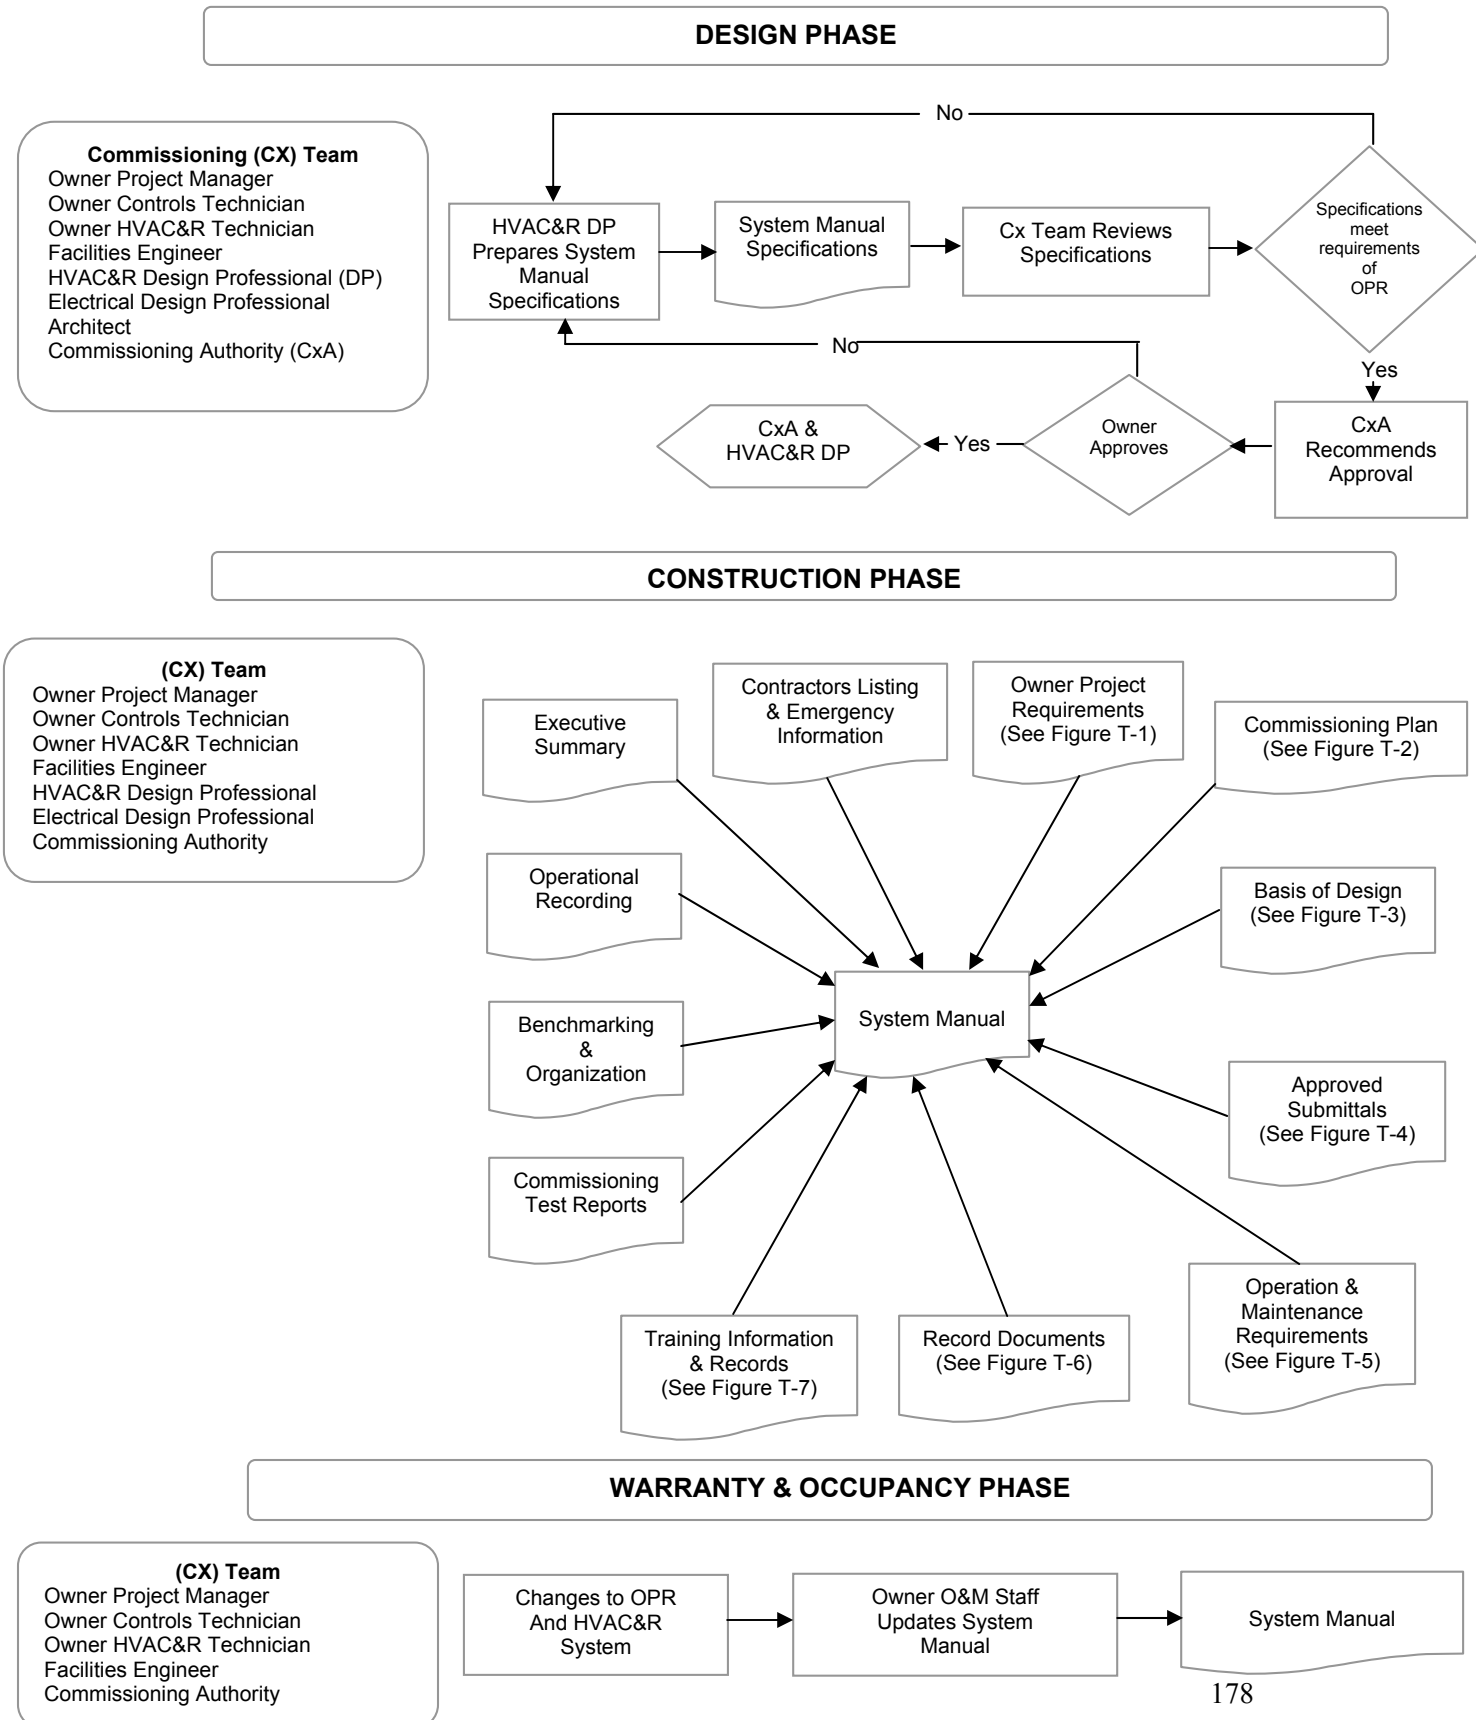 DESIGN PHASE
No
Commissioning (CX) Team
Owner Project Manager
Owner Controls Technician
Owner HVAC&R Technician
Facilities Engineer
HVAC&R Design Professional (DP)
Electrical Design Professional
Architect
Commissioning Authority (CxA)
HVAC&R DP
Prepares System
Manual
Specifications
System Manual
Specifications
Cx Team Reviews
Specifications
Specifications
meet
requirements
of
OPR
No
Yes
CxA &
HVAC&R DP
Yes
Owner
Approves
CxA
Recommends
Approval
CONSTRUCTION PHASE
(CX) Team
Owner Project Manager
Owner Controls Technician
Owner HVAC&R Technician
Facilities Engineer
HVAC&R Design Professional
Electrical Design Professional
Commissioning Authority
Executive
Summary
Contractors Listing
& Emergency
Information
Owner Project
Requirements
(See Figure T-1)
Commissioning Plan
(See Figure T-2)
Operational
Recording
Basis of Design
(See Figure T-3)
System Manual
Benchmarking
&
Organization
Approved
Submittals
(See Figure T-4)
Commissioning
Test Reports
Operation &
Maintenance
Requirements
(See Figure T-5)
Training Information
& Records
(See Figure T-7)
Record Documents
(See Figure T-6)
WARRANTY & OCCUPANCY PHASE
(CX) Team
Owner Project Manager
Owner Controls Technician
Owner HVAC&R Technician
Facilities Engineer
Commissioning Authority
Changes to OPR
And HVAC&R
System
Owner O&M Staff
Updates System
Manual
System Manual
178